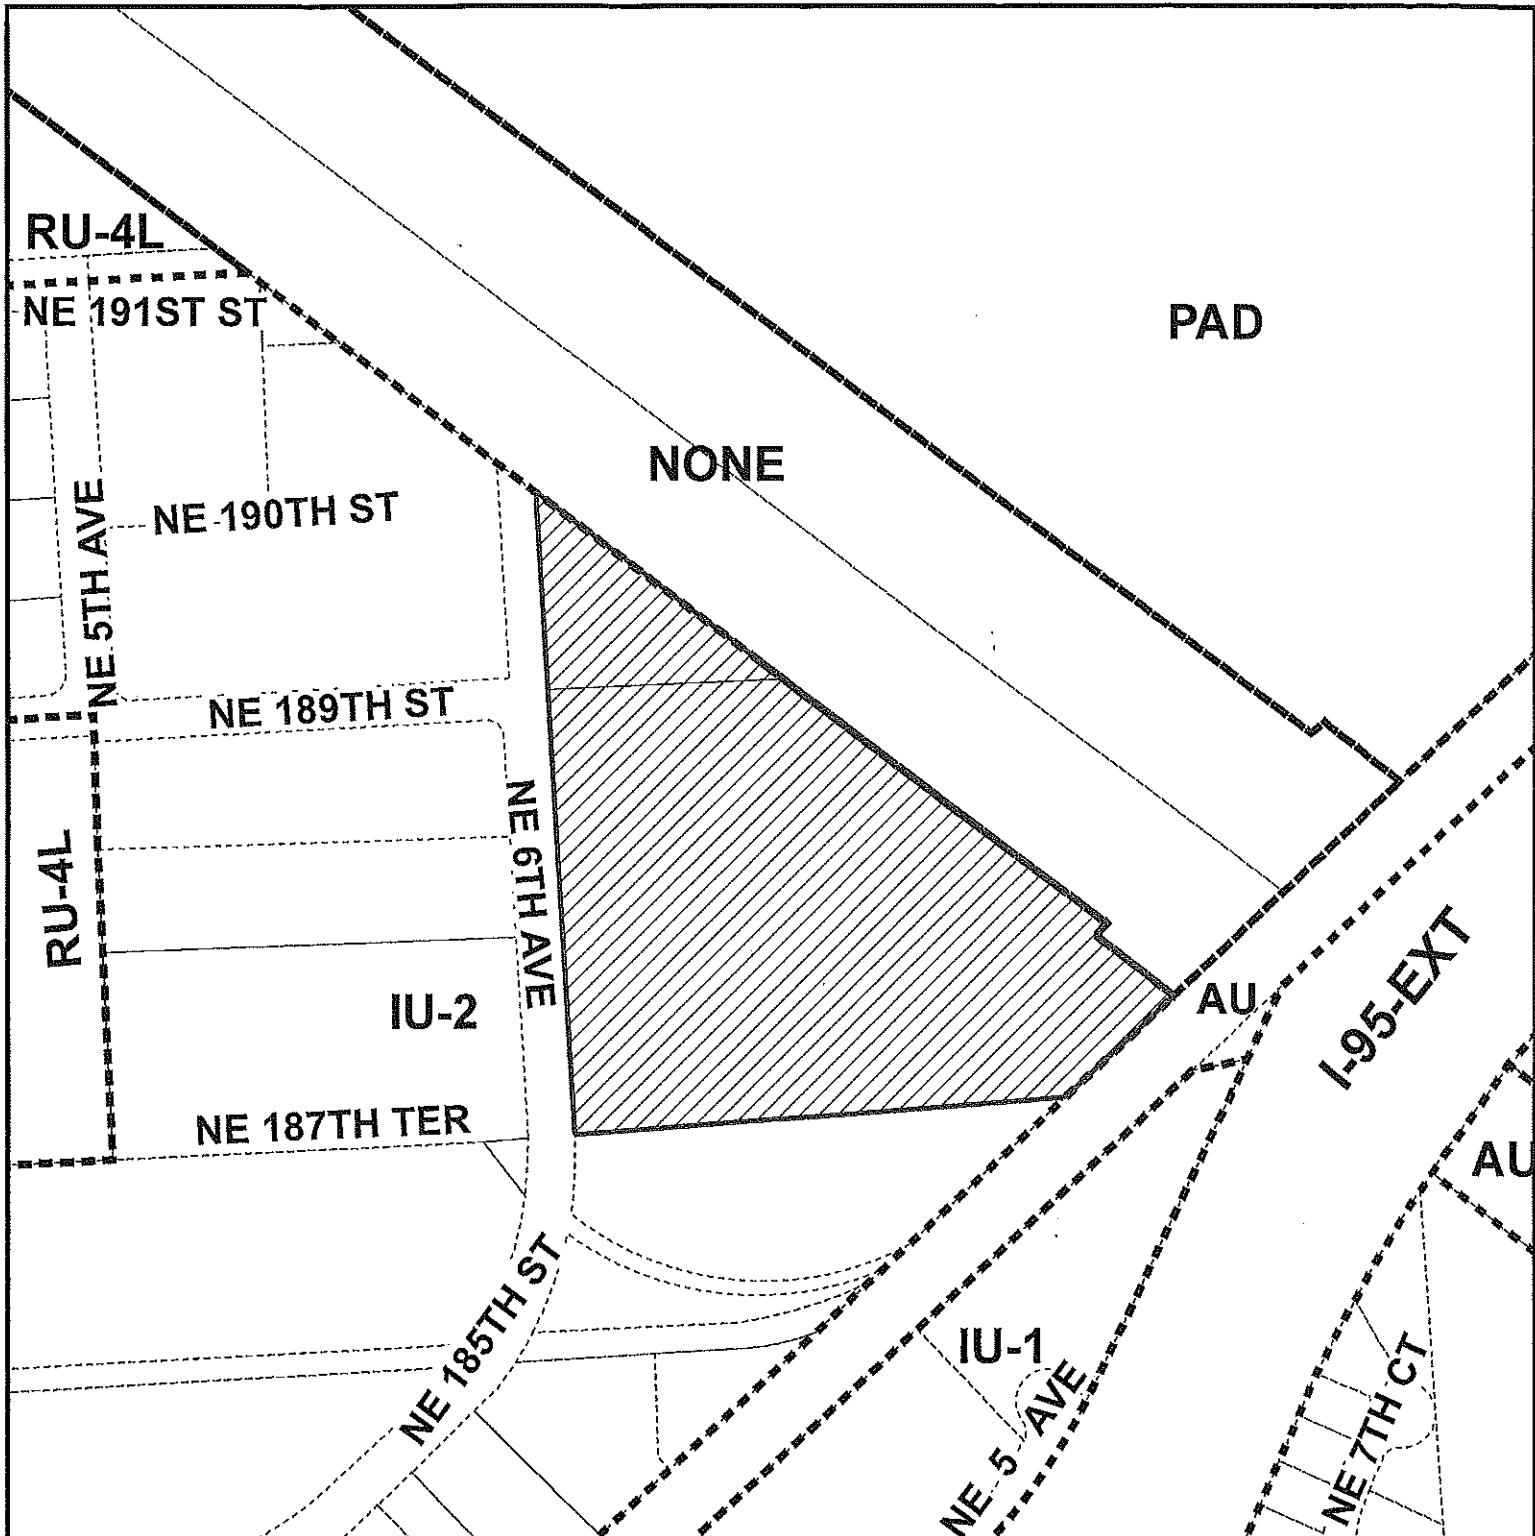 RU-4L
NE 191ST ST
PAD
NONE
NE 190TH ST
NE 5TH AVE
NE 189TH ST
NE 6TH AVE
RU-4L
IU-2
AU
I-95-EXT
NE 187TH TER
AU
NE 185TH ST
IU-1
NE 5 AVE
NE 7TH CT